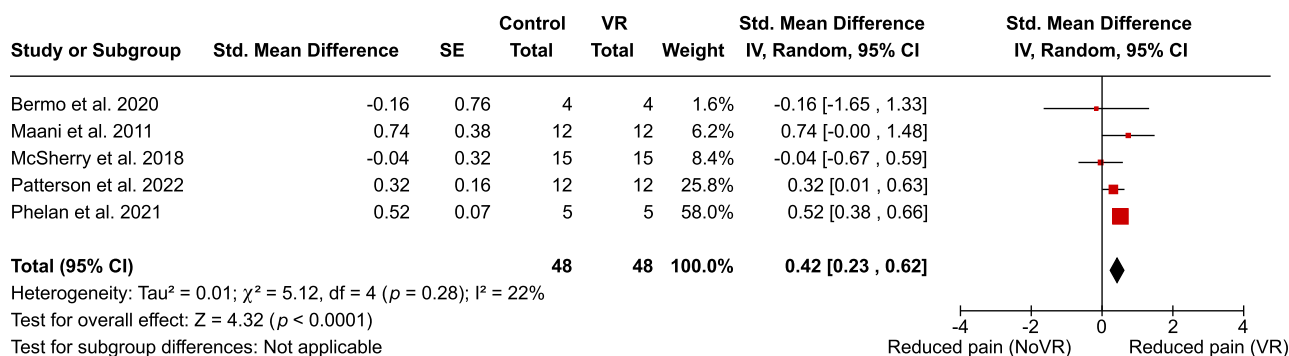 Control VR Std. Mean Difference Std. Mean Difference
Study or Subgroup Std. Mean Difference SE Total Total Weight IV, Random, 95% CI IV, Random, 95% CI
Bermo et al. 2020 -0.16 0.76 4 4 1.6% -0.16 [-1.65 , 1.33]
Maani et al. 2011 0.74 0.38 12 12 6.2% 0.74 [-0.00 , 1.48]
McSherry et al. 2018 -0.04 0.32 15 15 8.4% -0.04 [-0.67 , 0.59]
Patterson et al. 2022 0.32 0.16 12 12 25.8% 0.32 [0.01 , 0.63]
Phelan et al. 2021 0.52 0.07 5 5 58.0% 0.52 [0.38 , 0.66]
Total (95% CI) 48 48 100.0% 0.42 [0.23 , 0.62]
Heterogeneity: Tau² = 0.01; χ² = 5.12, df = 4 (p = 0.28); I² = 22%
Test for overall effect: Z = 4.32 (p < 0.0001)
Test for subgroup differences: Not applicable
-4 -2 0 2 4
Reduced pain (NoVR) Reduced pain (VR)